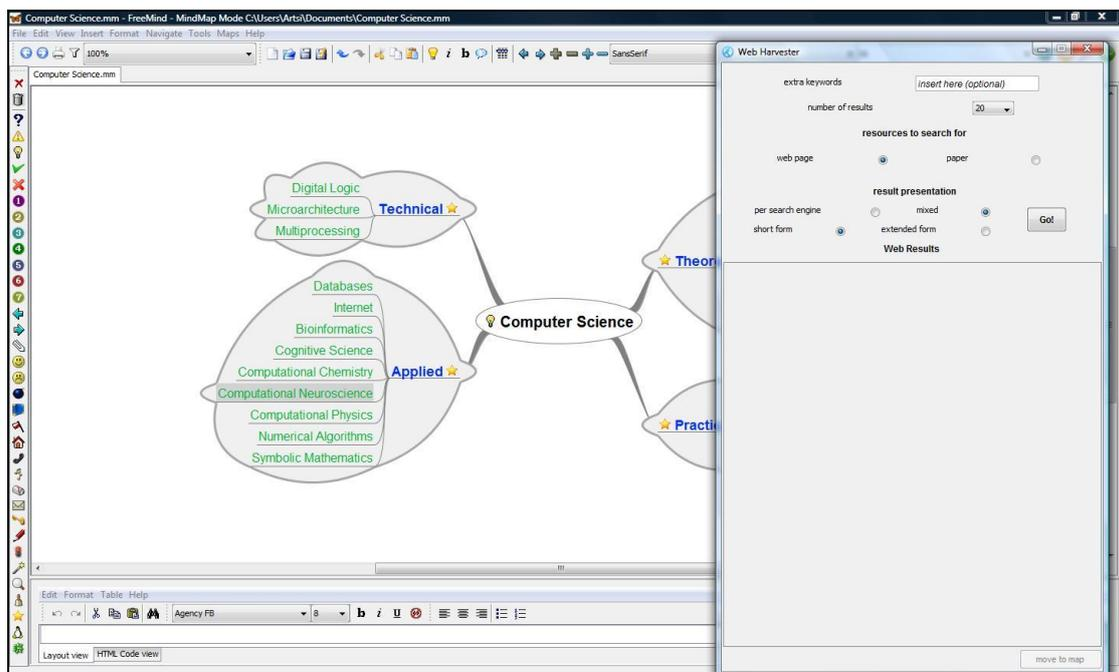 Computer Science.mm - FreeMind - MindMap Mode C:\Users\Artsi\Documents\Computer Science.mm
File Edit View Insert Format Navigate Tools Maps Help
100%
SansSerif
Computer Science.mm
Digital Logic
Microarchitecture
Multiprocessing
Technical
Databases
Internet
Bioinformatics
Cognitive Science
Computational Chemistry
Computational Neuroscience
Computational Physics
Numerical Algorithms
Symbolic Mathematics
Applied
Computer Science
Theor
Practi
Web Harvester
extra keywords insert here (optional)
number of results 20
resources to search for
web page paper
result presentation
per search engine mixed
short form extended form
Go!
Web Results
move to map
Edit Format Table Help
Agency FB 8 b i U
Layout view HTML Code view